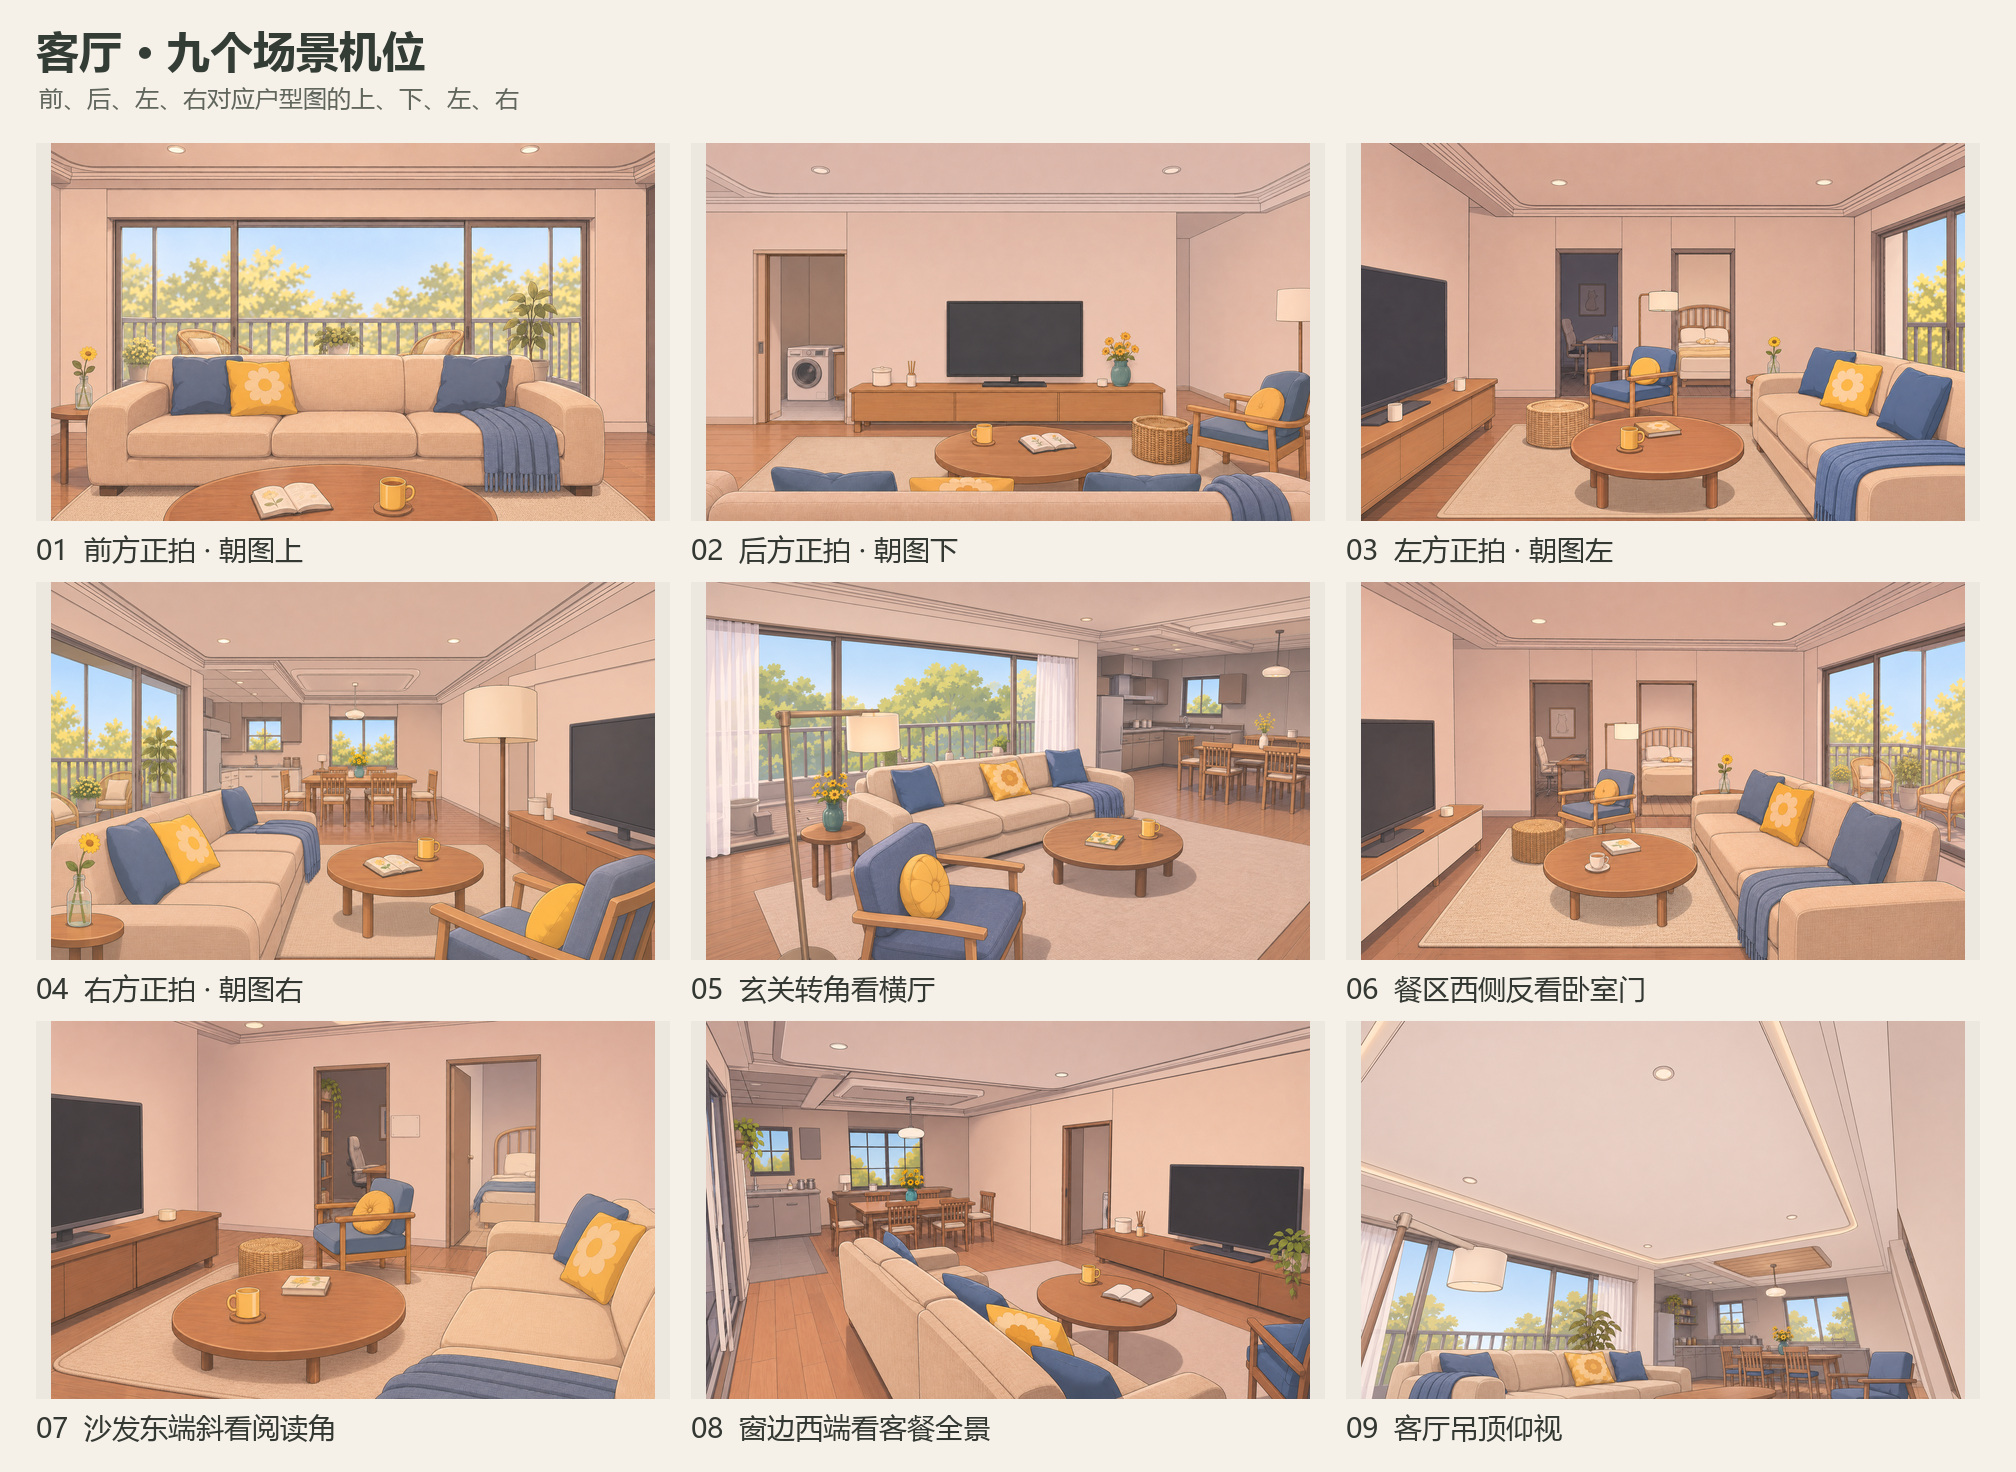 客厅·九个场景机位
前、后、左、右对应户型图的上、下、左、右
01 前方正拍·朝图上
02 后方正拍·朝图下
03 左方正拍·朝图左
04 右方正拍·朝图右
05 玄关转角看横厅
06 餐区西侧反看卧室门
07 沙发东端斜看阅读角
08 窗边西端看客餐全景
09 客厅吊顶仰视